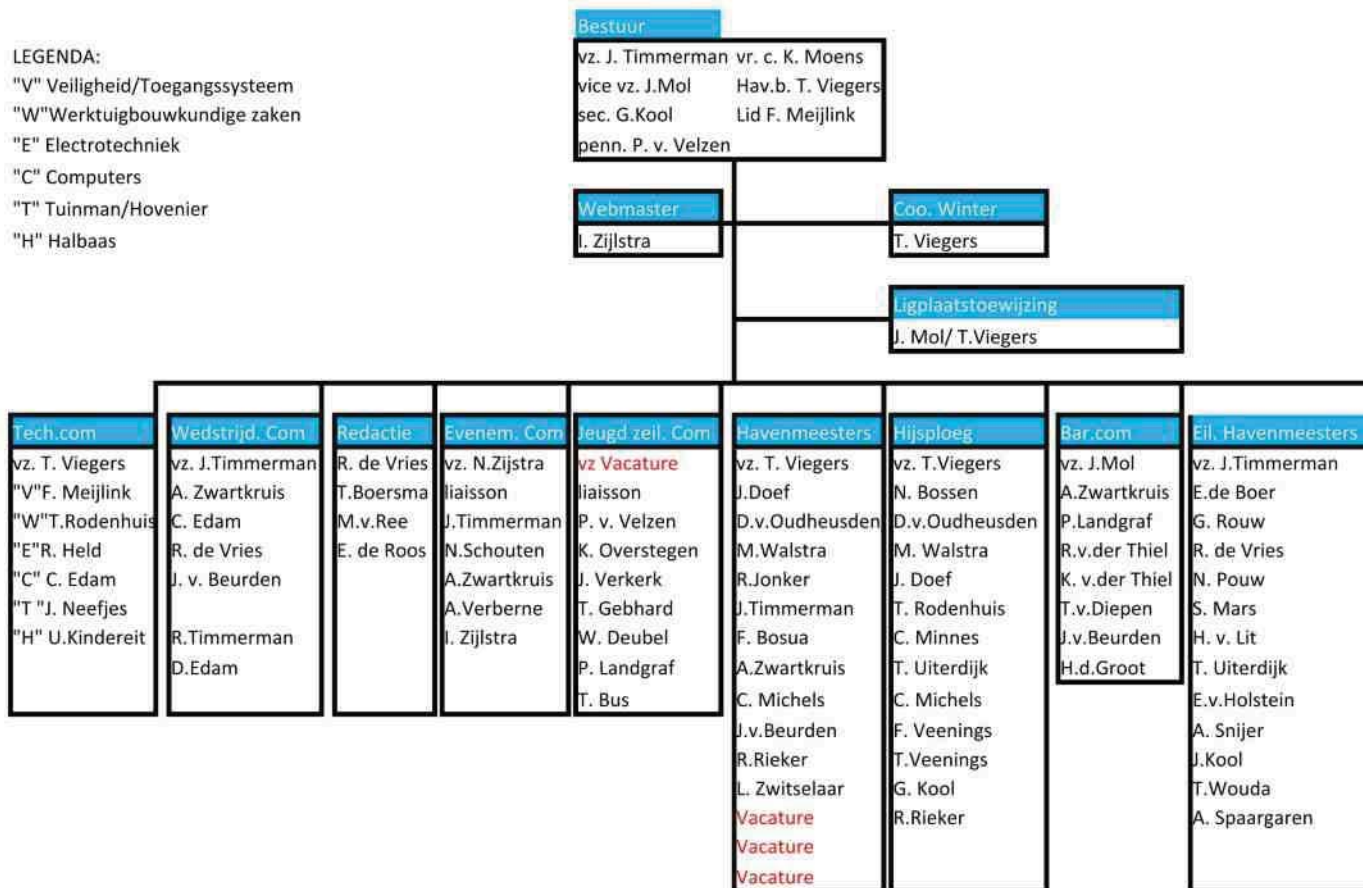 LEGENDA:
"V" Veiligheid/Toegangssysteem
"W"Werktuigbouwkundige zaken
"E" Electrotechniek
"C" Computers
"T" Tuinman/Hovenier
"H" Halbaas
Bestuur
vz. J. Timmerman vr. c. K. Moens
vice vz. J.Mol Hav.b. T. Viegers
sec. G.Kool Lid F. Meijlink
penn. P. v. Velzen
Webmaster
I. Zijlstra
Coo. Winter
T. Viegers
Ligplaatstoewijzing
J. Mol/ T.Viegers
Tech.com
vz. T. Viegers
"V"F. Meijlink
"W"T.Rodenhuis
"E"R. Held
"C" C. Edam
"T "J. Neefjes
"H" U.Kindereit
Wedstrijd. Com
vz. J.Timmerman
A. Zwartkruis
C. Edam
R. de Vries
J. v. Beurden
R.Timmerman
D.Edam
Redactie
R. de Vries
T.Boersma
M.v.Ree
E. de Roos
Evenem. Com
vz. N.Zijstra
liaisson
J.Timmerman
N.Schouten
A.Zwartkruis
A.Verberne
I. Zijlstra
Jeugd zeil. Com
vz Vacature
liaisson
P. v. Velzen
K. Overstegen
J. Verkerk
T. Gebhard
W. Deubel
P. Landgraf
T. Bus
Havenmeesters
vz. T. Viegers
J.Doef
D.v.Oudheusden
M.Walstra
R.Jonker
J.Timmerman
F. Bosua
A.Zwartkruis
C. Michels
J.v.Beurden
R.Rieker
L. Zwitselaar
Vacature
Vacature
Vacature
Hijsploeg
vz. T.Viegers
N. Bossen
D.v.Oudheusden
M. Walstra
J. Doef
T. Rodenhuis
C. Minnes
T. Uiterdijk
C. Michels
F. Veenings
T.Veenings
G. Kool
R.Rieker
Bar.com
vz. J.Mol
A.Zwartkruis
P.Landgraf
R.v.der Thiel
K. v.der Thiel
T.v.Diepen
J.v.Beurden
H.d.Groot
Eil. Havenmeesters
vz. J.Timmerman
E.de Boer
G. Rouw
R. de Vries
N. Pouw
S. Mars
H. v. Lit
T. Uiterdijk
E.v.Holstein
A. Snijer
J.Kool
T.Wouda
A. Spaargaren